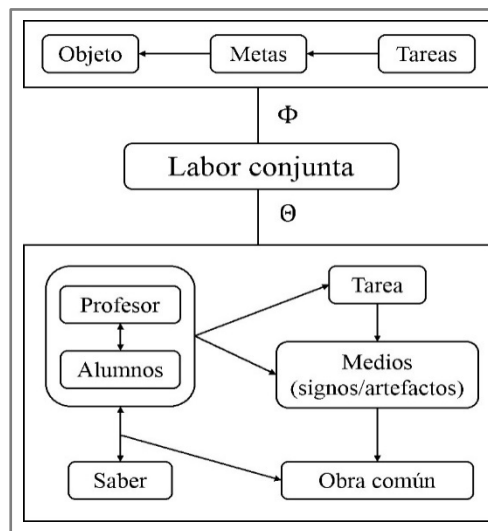 Objeto
Metas
Tareas
Φ
Labor conjunta
Θ
Profesor
Alumnos
Saber
Tarea
Medios
(signos/artefactos)
Obra común